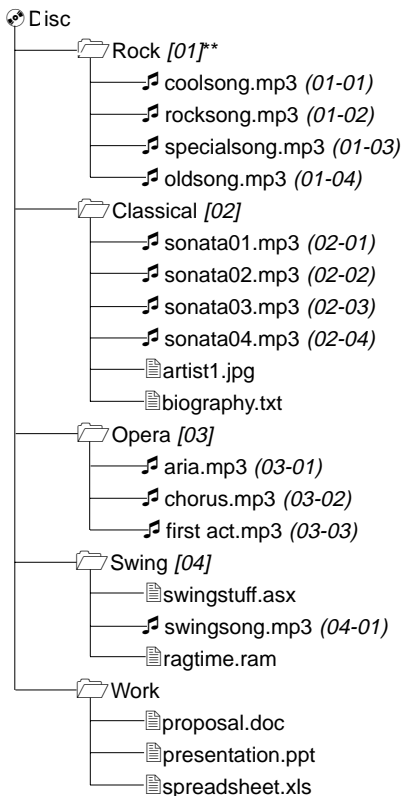 Disc
Rock [01]**
coolsong.mp3 (01-01)
rocksong.mp3 (01-02)
specialsong.mp3 (01-03)
oldsong.mp3 (01-04)
Classical [02]
sonata01.mp3 (02-01)
sonata02.mp3 (02-02)
sonata03.mp3 (02-03)
sonata04.mp3 (02-04)
artist1.jpg
biography.txt
Opera [03]
aria.mp3 (03-01)
chorus.mp3 (03-02)
first act.mp3 (03-03)
Swing [04]
swingstuff.asx
swingsong.mp3 (04-01)
ragtime.ram
Work
proposal.doc
presentation.ppt
spreadsheet.xls